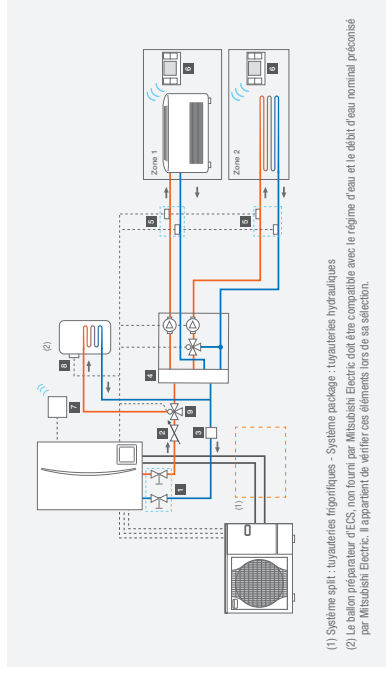 Zone 1
6
Zone 2
6
5
5
(2)
8
7
4
9
2
3
1
(1)
(1) Système split : tuyauteries frigorifiques - Système package : tuyauteries hydrauliques
(2) Le ballon préparateur d'ECS, non fourni par Mitsubishi Electric doit être compatible avec le régime d'eau et le débit d'eau nominal préconisé
par Mitsubishi Electric. Il appartient de vérifier ces éléments lors de sa sélection.